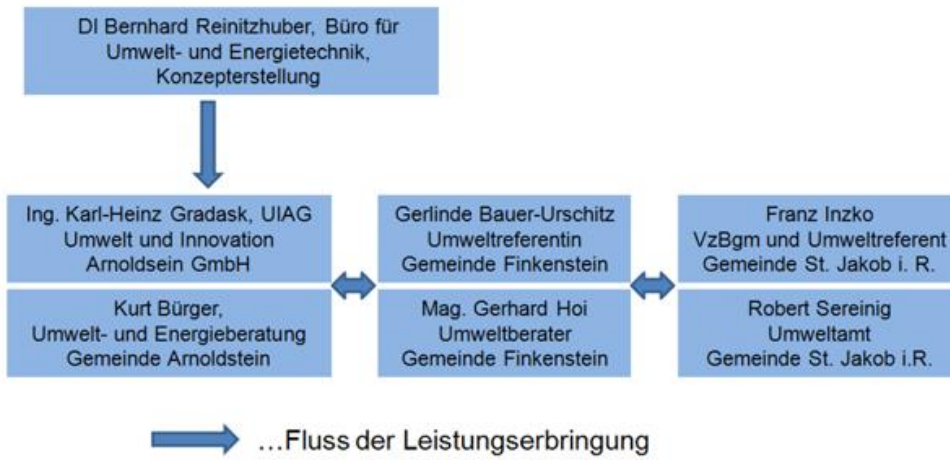 DI Bernhard Reinitzhuber, Büro für
Umwelt- und Energietechnik,
Konzepterstellung
Ing. Karl-Heinz Gradask, UIAG
Umwelt und Innovation
Arnoldsein GmbH
Kurt Bürger,
Umwelt- und Energieberatung
Gemeinde Arnoldstein
Gerlinde Bauer-Urschitz
Umweltreferentin
Gemeinde Finkenstein
Mag. Gerhard Hoi
Umweltberater
Gemeinde Finkenstein
Franz Inzko
VzBgm und Umweltreferent
Gemeinde St. Jakob i. R.
Robert Sereinig
Umweltamt
Gemeinde St. Jakob i.R.
…Fluss der Leistungserbringung